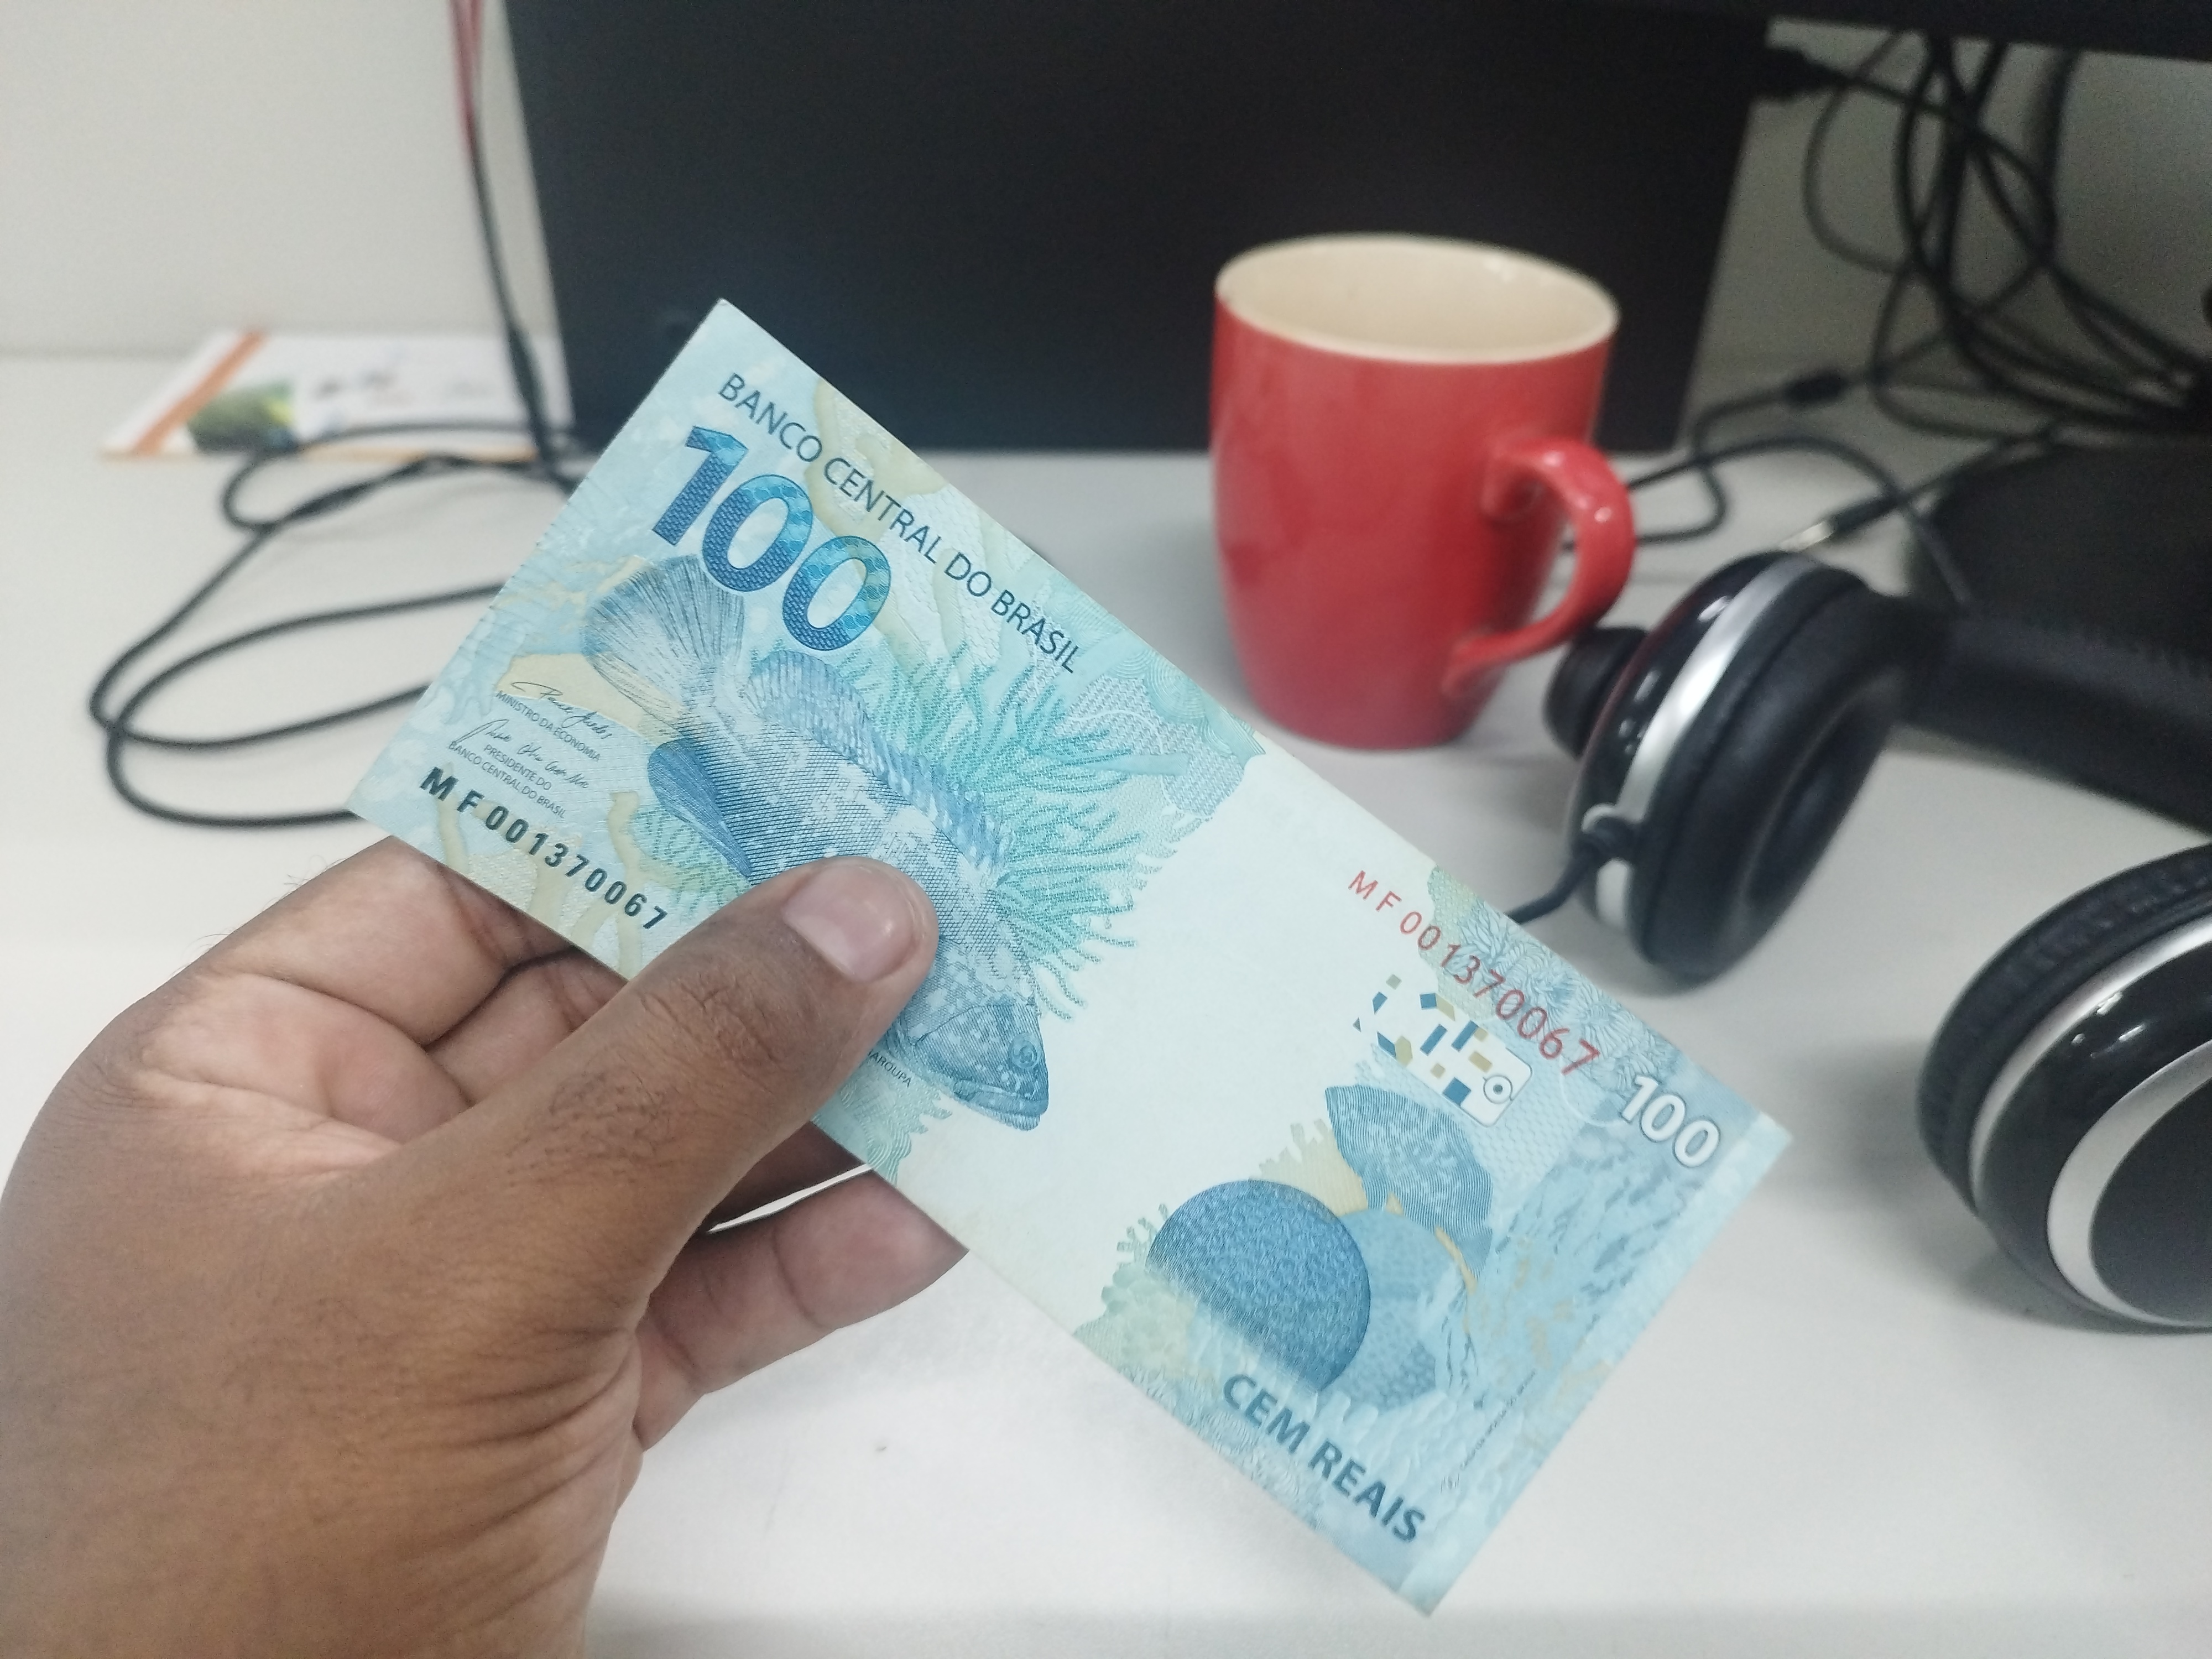 BANCO CENTRAL DO BRASIL
100
MINISTRO DA ECONOMIA
PRESIDENTE DO
BANCO CENTRAL DO BRASIL
MF001370067
MF001370067
100
CEM REAIS